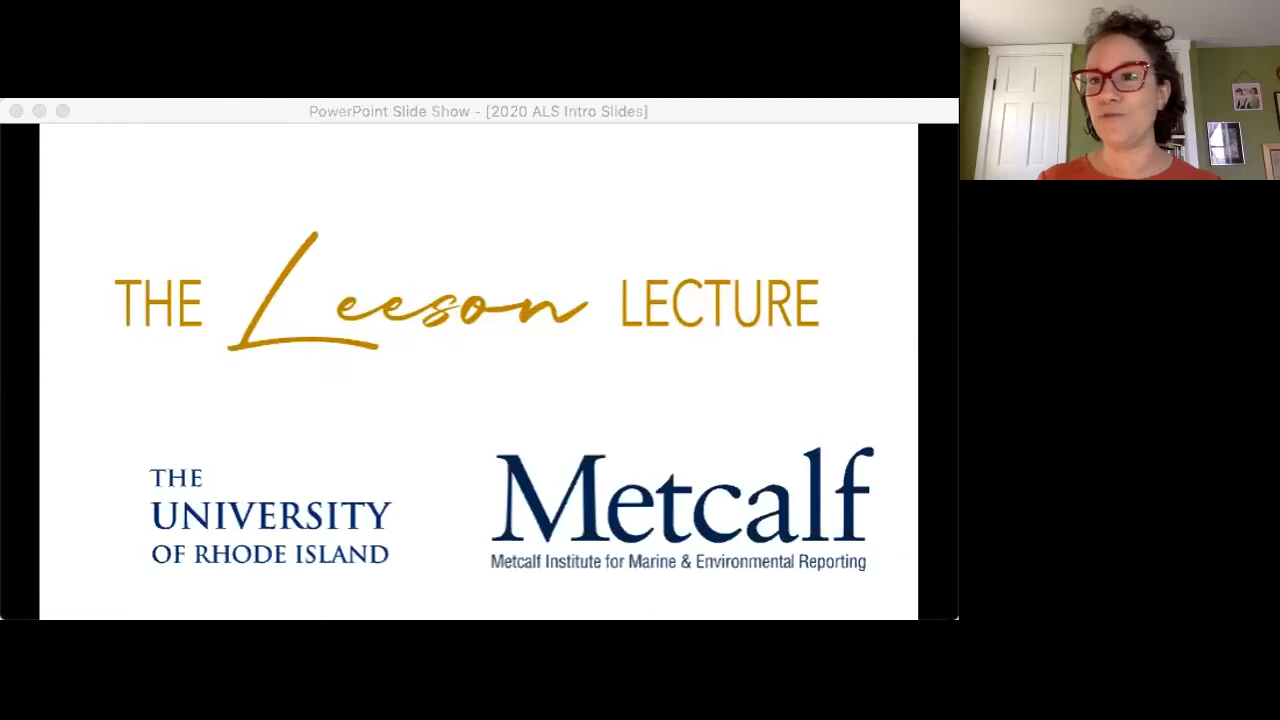 PowerPoint Slide Show - [2020 ALS Intro Slides]
THE Leeson LECTURE
THE
UNIVERSITY
OF RHODE ISLAND
Metcalf
Metcalf Institute for Marine & Environmental Reporting